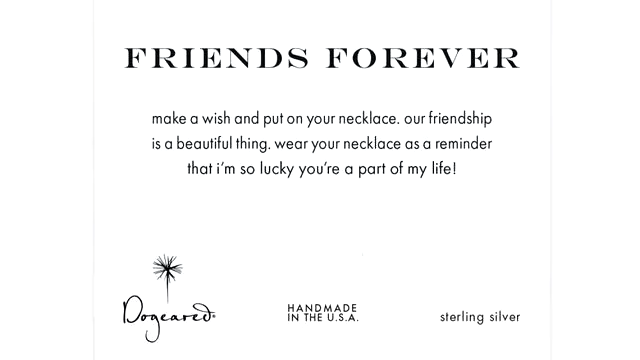 FRIENDS FOREVER
make a wish and put on your necklace. our friendship
is a beautiful thing. wear your necklace as a reminder
that i'm so lucky you're a part of my life!
Dogeared®
HANDMADE
IN THE U.S.A.
sterling silver